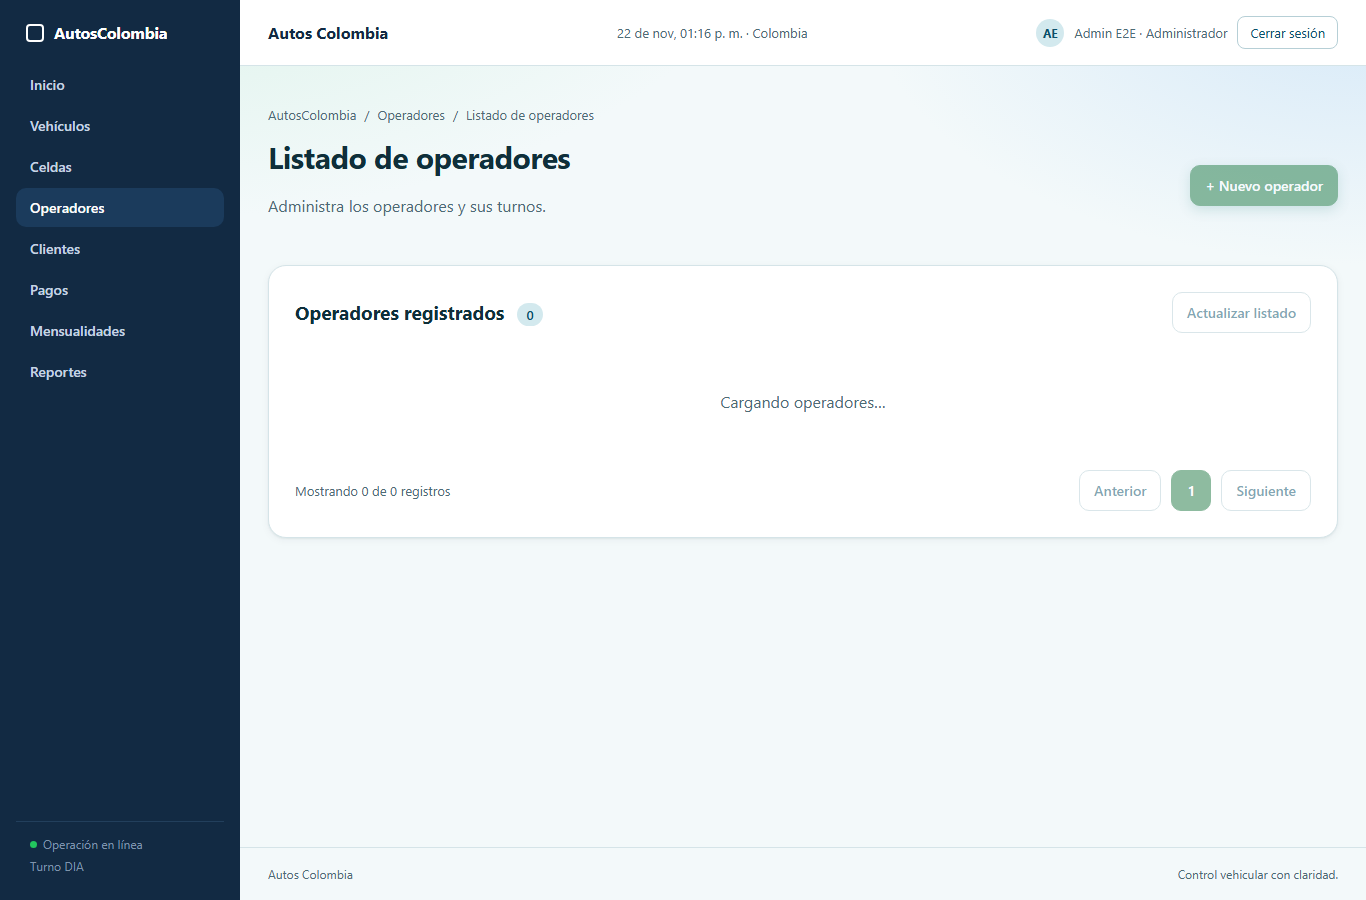 AutosColombia
Inicio
Vehículos
Celdas
Operadores
Clientes
Pagos
Mensualidades
Reportes
Operación en línea
Turno DIA
Autos Colombia
22 de nov, 01:16 p. m. · Colombia
AE
Admin E2E · Administrador
Cerrar sesión
AutosColombia / Operadores / Listado de operadores
Listado de operadores
Administra los operadores y sus turnos.
+ Nuevo operador
Operadores registrados 0
Actualizar listado
Cargando operadores...
Mostrando 0 de 0 registros
Anterior 1 Siguiente
Autos Colombia
Control vehicular con claridad.